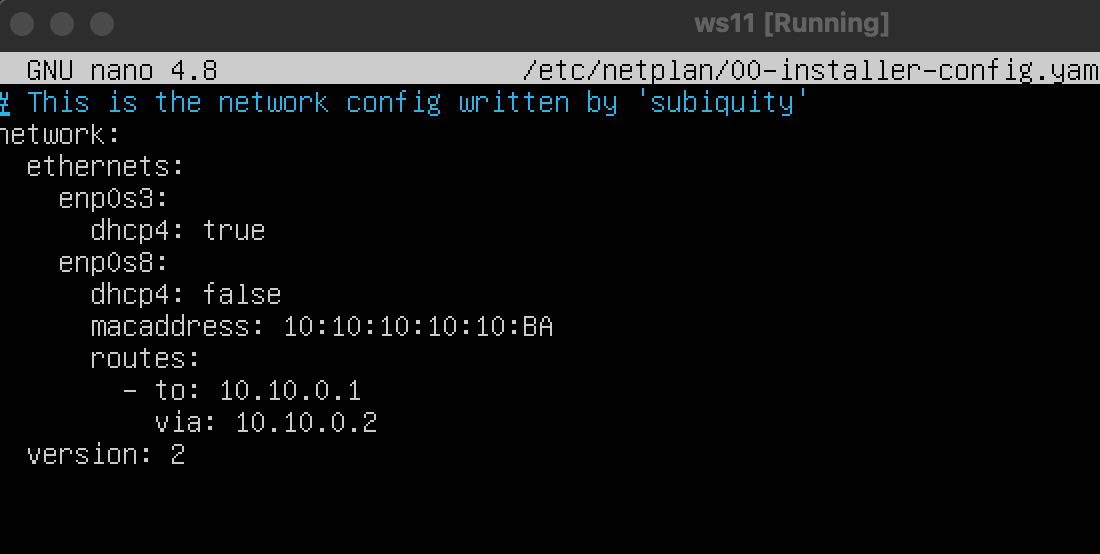 ws11 [Running]
GNU nano 4.8 /etc/netplan/00-installer-config.yam
# This is the network config written by 'subiquity'
network:
  ethernets:
    enp0s3:
      dhcp4: true
    enp0s8:
      dhcp4: false
      macaddress: 10:10:10:10:10:BA
      routes:
        - to: 10.10.0.1
          via: 10.10.0.2
  version: 2